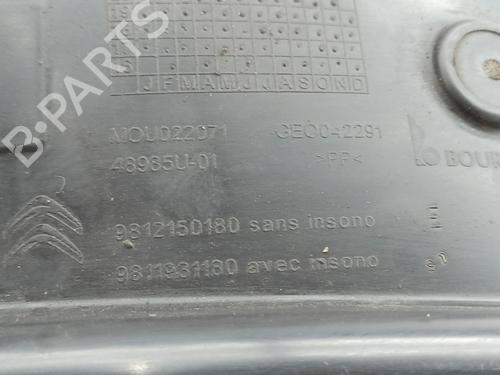 J F M A M J J A S O N D
MOU022071 GEO042291
48985U-01 >PP< BOUR
9812150180 sans insono
9811931180 avec insono
B-PARTS